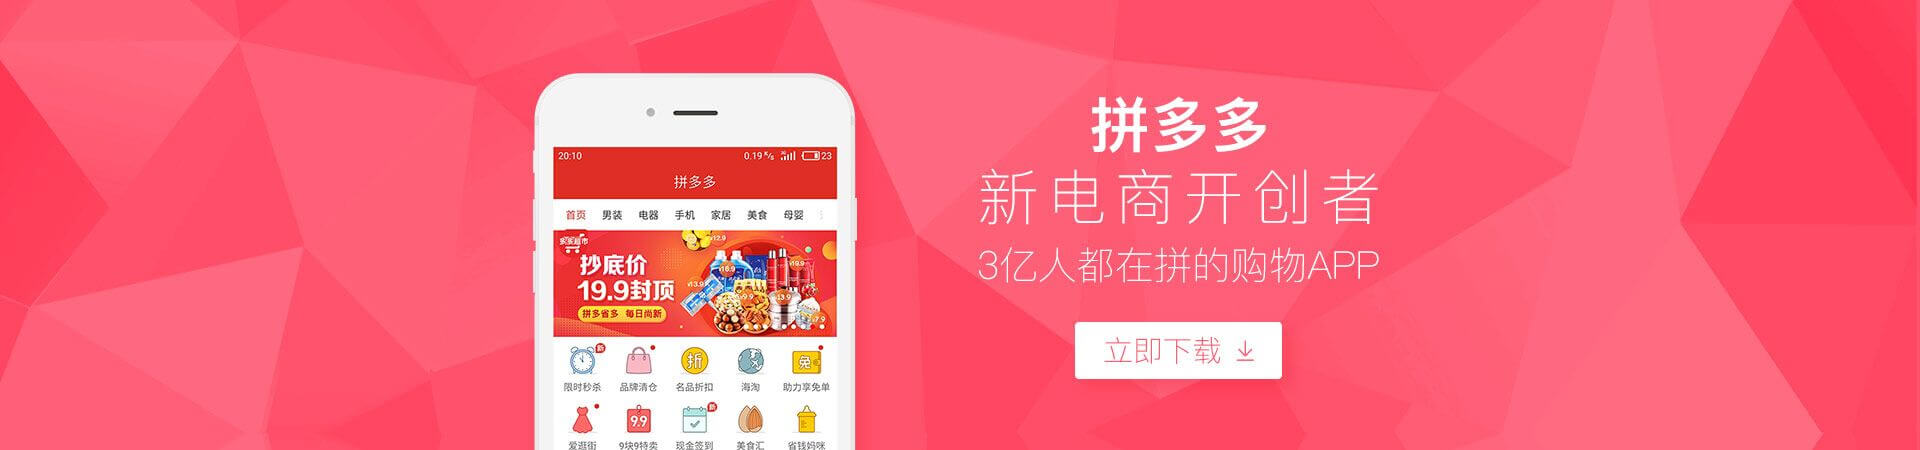 20:10 0.19 K/s 23
拼多多
首页 男装 电器 手机 家居 美食 母婴
抄底价
19.9封顶
拼多省多 每日尚新
限时秒杀 品牌清仓 名品折扣 海淘 助力享免单
爱逛街 9块9特卖 现金签到 美食汇 省钱妈咪
拼多多
新电商开创者
3亿人都在拼的购物APP
立即下载